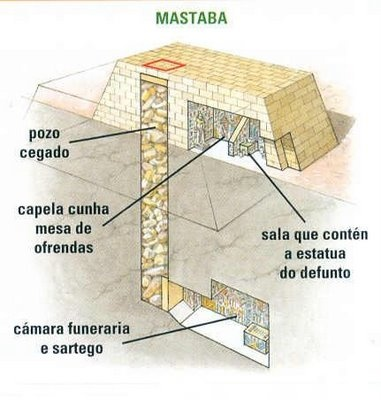 MASTABA
pozo
cegado
capela cunha
mesa de
ofrendas
sala que contén
a estatua
do defunto
cámara funeraria
e sartego